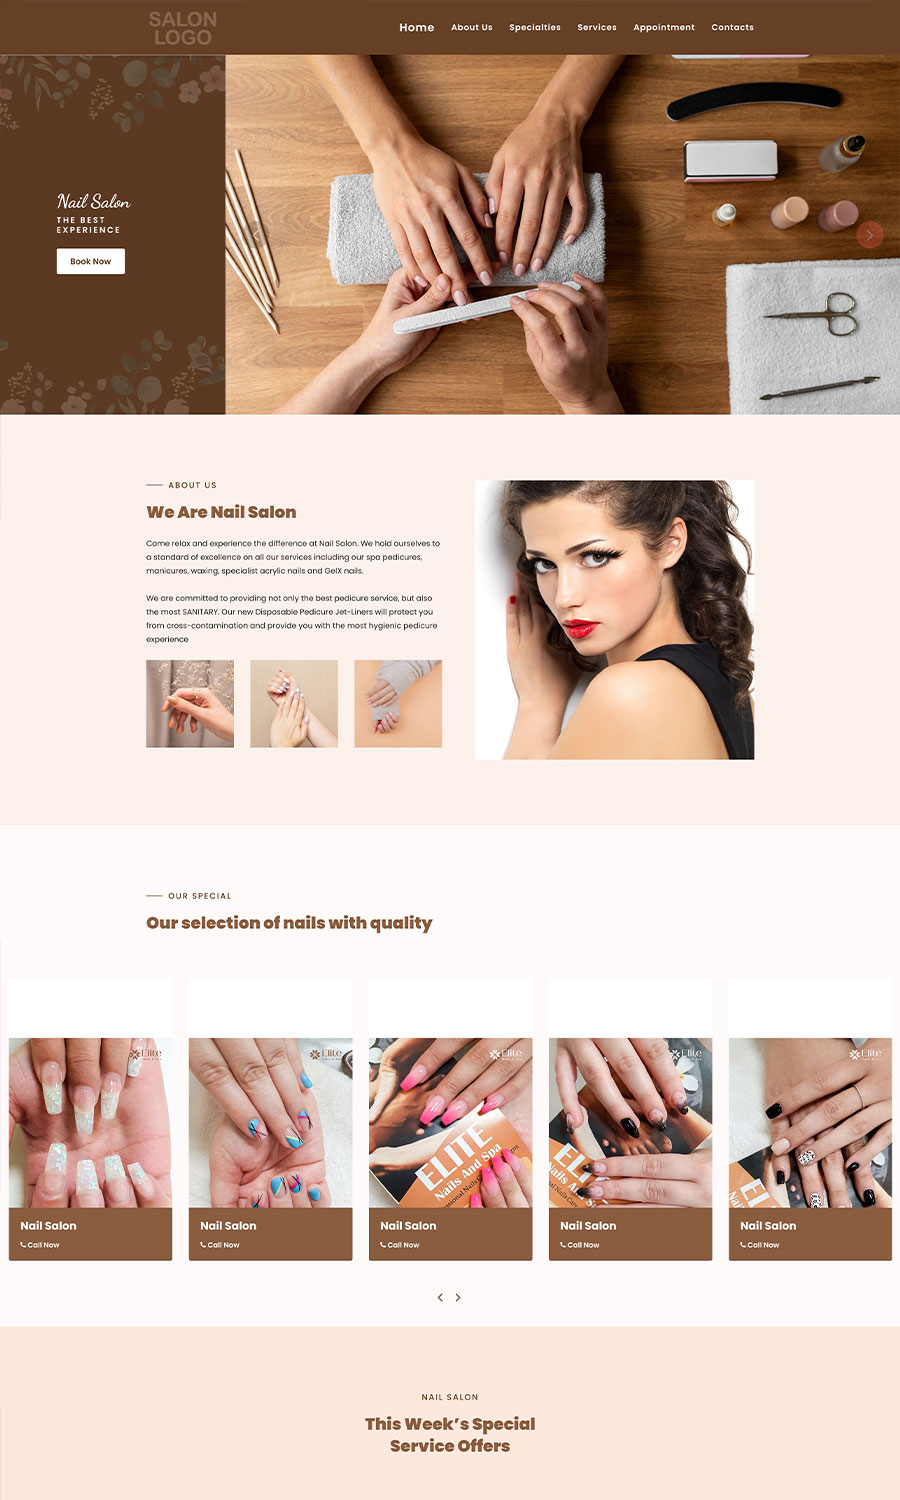 SALON
LOGO
Home
About Us
Specialties
Services
Appointment
Contacts
Nail Salon
THE BEST
EXPERIENCE
Book Now
ABOUT US
We Are Nail Salon
Come relax and experience the difference at Nail Salon. We hold ourselves to
a standard of excellence on all our services including our spa pedicures,
manicures, waxing, specialist acrylic nails and GelX nails.
We are committed to providing not only the best pedicure service, but also
the most SANITARY. Our new Disposable Pedicure Jet-Liners will protect you
from cross-contamination and provide you with the most hygienic pedicure
experience
OUR SPECIAL
Our selection of nails with quality
Elite
Elite
Elite
Elite
Elite
ELITE
Nails And Spa
ELITE
Nails And S
Nail Salon
Call Now
Nail Salon
Call Now
Nail Salon
Call Now
Nail Salon
Call Now
Nail Salon
Call Now
NAIL SALON
This Week's Special
Service Offers